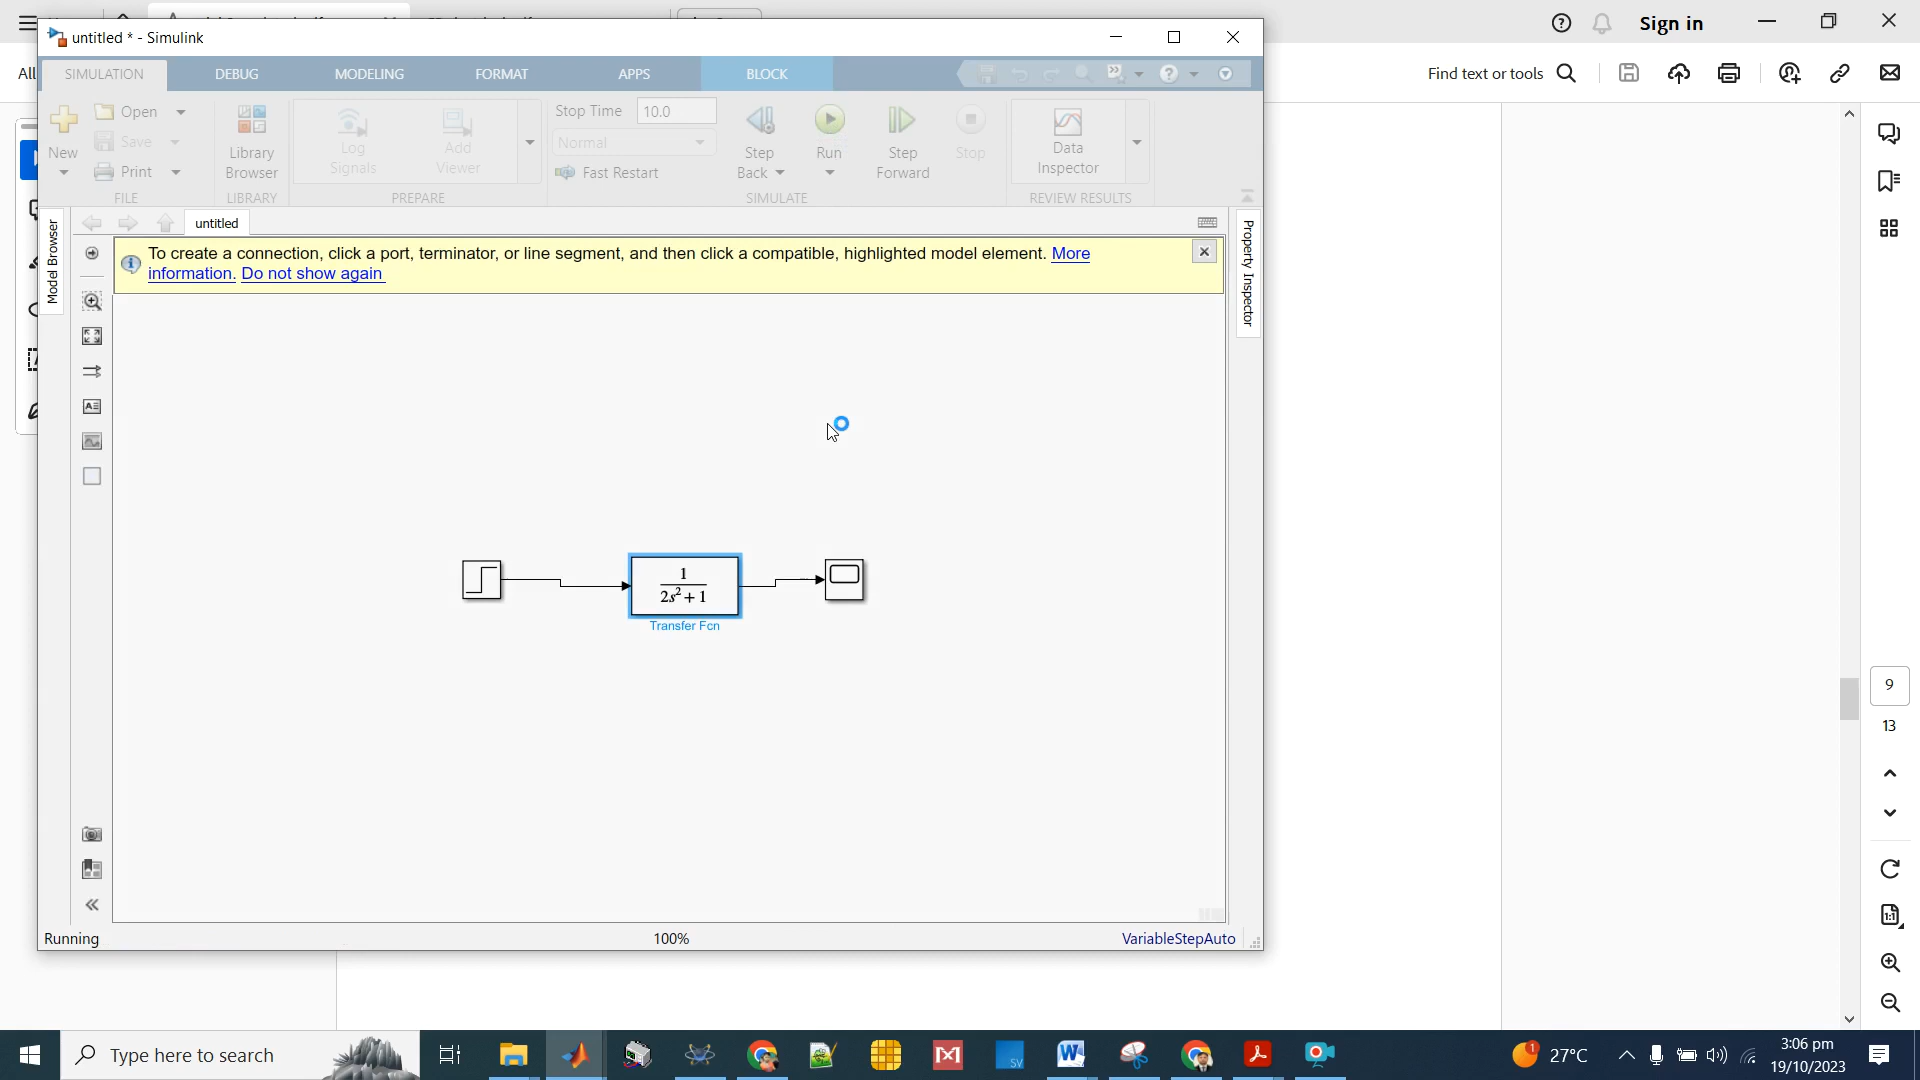 Sign in
All
Find text or tools
untitled * - Simulink
SIMULATION
DEBUG
MODELING
FORMAT
APPS
BLOCK
New
Open
Save
Print
FILE
Library
Browser
LIBRARY
Log
Signals
Add
Viewer
PREPARE
Stop Time 10.0
Normal
Fast Restart
Step
Back
Run
Step
Forward
Stop
SIMULATE
Data
Inspector
REVIEW RESULTS
untitled
Model Browser
Property Inspector
To create a connection, click a port, terminator, or line segment, and then click a compatible, highlighted model element. More
information. Do not show again
1
2s²+1
Transfer Fcn
Running
100%
VariableStepAuto
9
13
Type here to search
SV
27°C
3:06 pm
19/10/2023